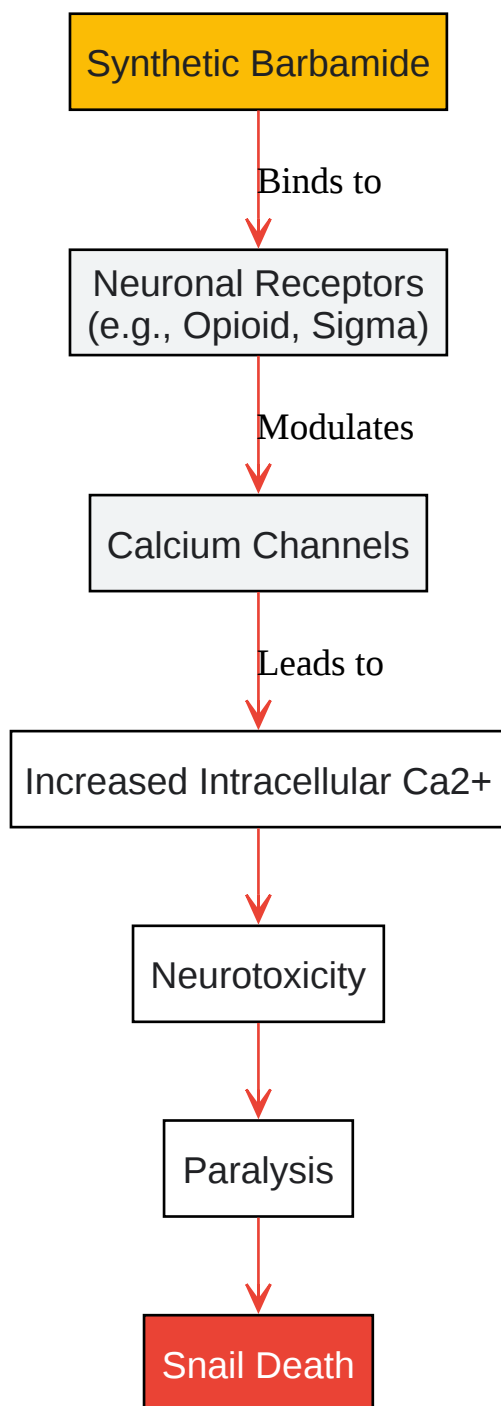 Synthetic Barbamide
Binds to
Neuronal Receptors
(e.g., Opioid, Sigma)
Modulates
Calcium Channels
Leads to
Increased Intracellular Ca2+
Neurotoxicity
Paralysis
Snail Death